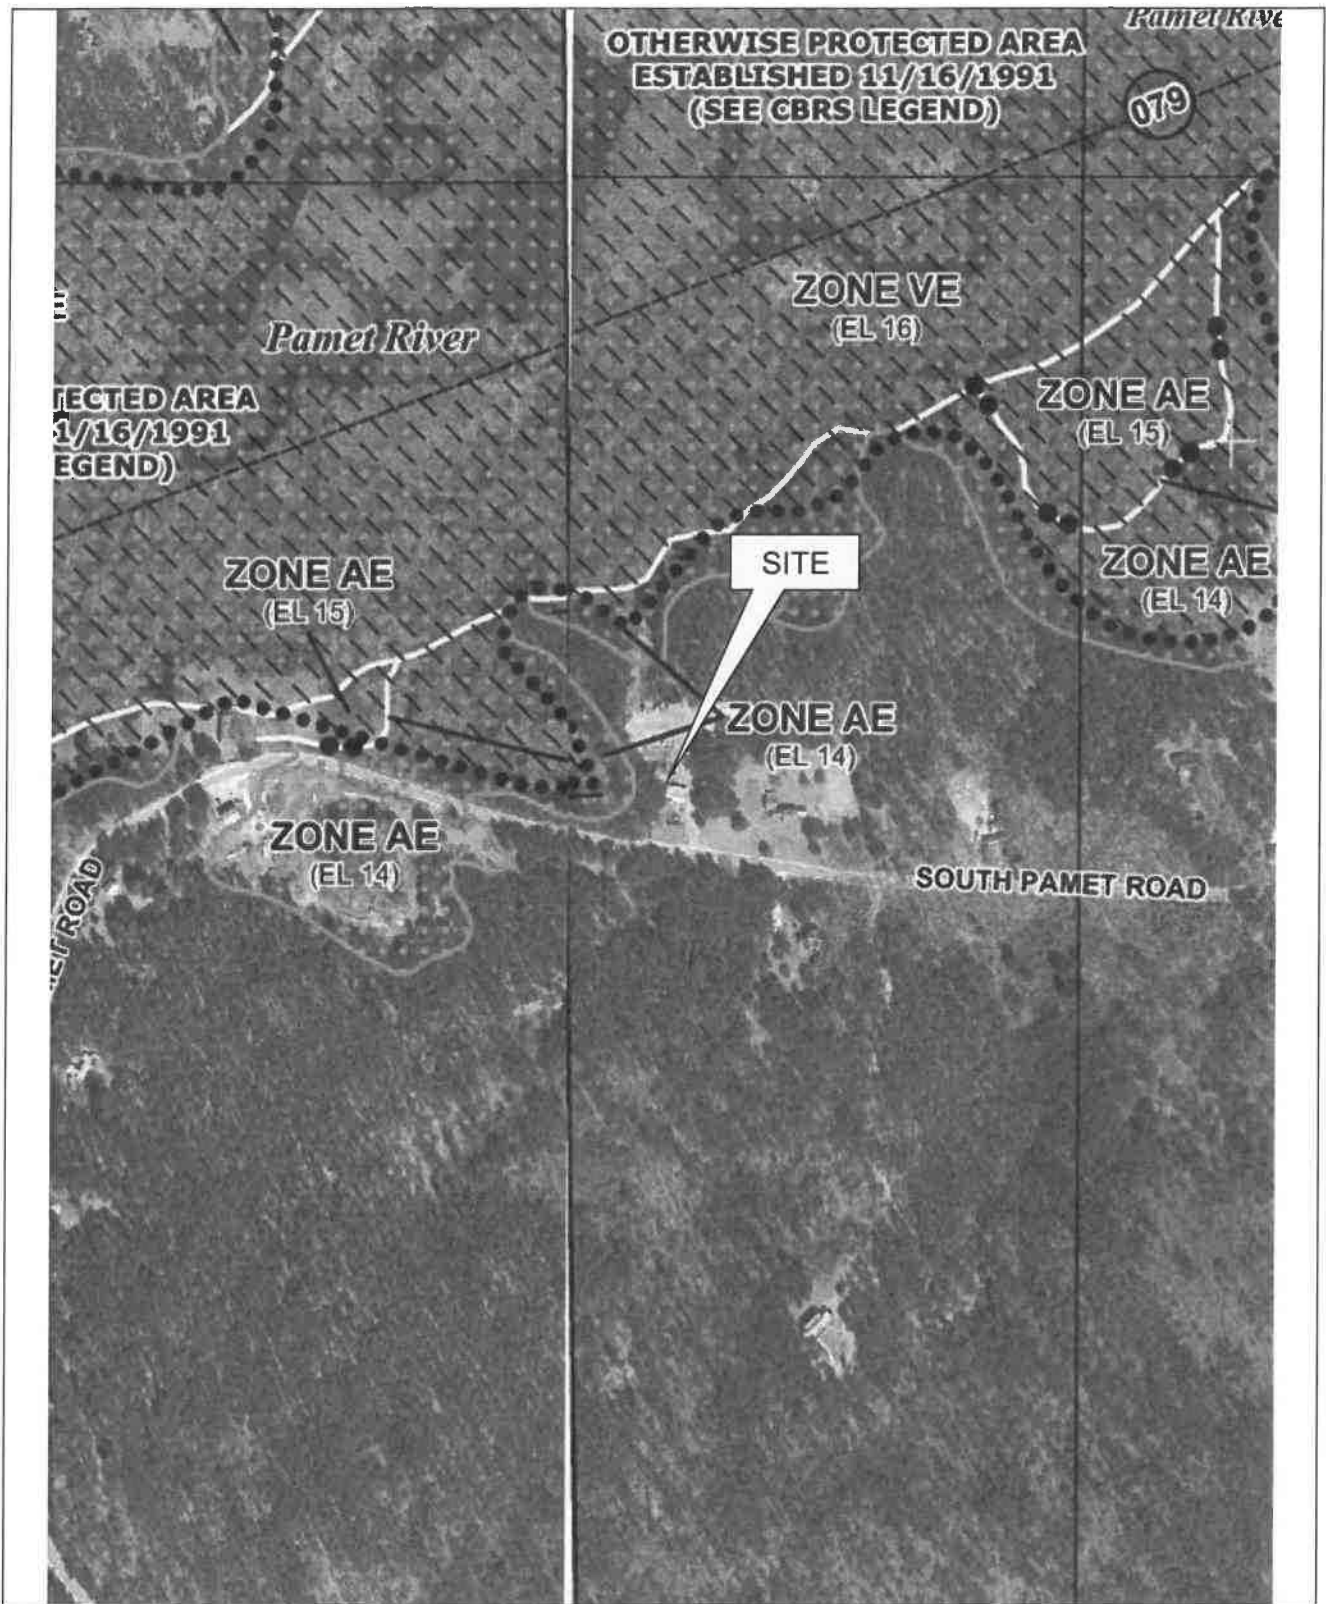 Pamet Rive
OTHERWISE PROTECTED AREA
ESTABLISHED 11/16/1991
(SEE CBRS LEGEND)
079
ZONE VE
(EL 16)
E
Pamet River
TECTED AREA
1/16/1991
EGEND)
ZONE AE
(EL 15)
SITE
ZONE AE
(EL 15)
ZONE AE
(EL 14)
ZONE AE
(EL 14)
ZONE AE
(EL 14)
SOUTH PAMET ROAD
MET ROAD